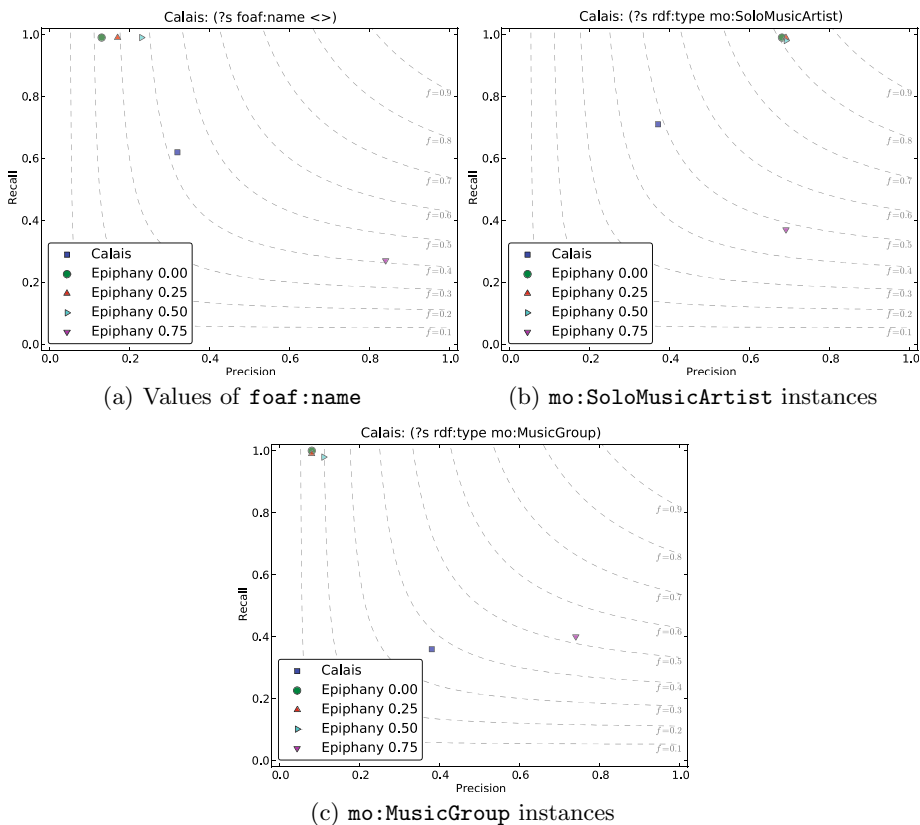 Calais: (?s foaf:name <>)
1.0
0.8
0.6
0.4
0.2
0.0
Recall
f=0.9
f=0.8
f=0.7
f=0.6
f=0.5
f=0.4
f=0.3
f=0.2
f=0.1
Calais
Epiphany 0.00
Epiphany 0.25
Epiphany 0.50
Epiphany 0.75
0.0 0.2 0.4 0.6 0.8 1.0
Precision
(a) Values of foaf:name
Calais: (?s rdf:type mo:SoloMusicArtist)
1.0
0.8
0.6
0.4
0.2
0.0
Recall
f=0.9
f=0.8
f=0.7
f=0.6
f=0.5
f=0.4
f=0.3
f=0.2
f=0.1
Calais
Epiphany 0.00
Epiphany 0.25
Epiphany 0.50
Epiphany 0.75
0.0 0.2 0.4 0.6 0.8 1.0
Precision
(b) mo:SoloMusicArtist instances
Calais: (?s rdf:type mo:MusicGroup)
1.0
0.8
0.6
0.4
0.2
0.0
Recall
f=0.9
f=0.8
f=0.7
f=0.6
f=0.5
f=0.4
f=0.3
f=0.2
f=0.1
Calais
Epiphany 0.00
Epiphany 0.25
Epiphany 0.50
Epiphany 0.75
0.0 0.2 0.4 0.6 0.8 1.0
Precision
(c) mo:MusicGroup instances